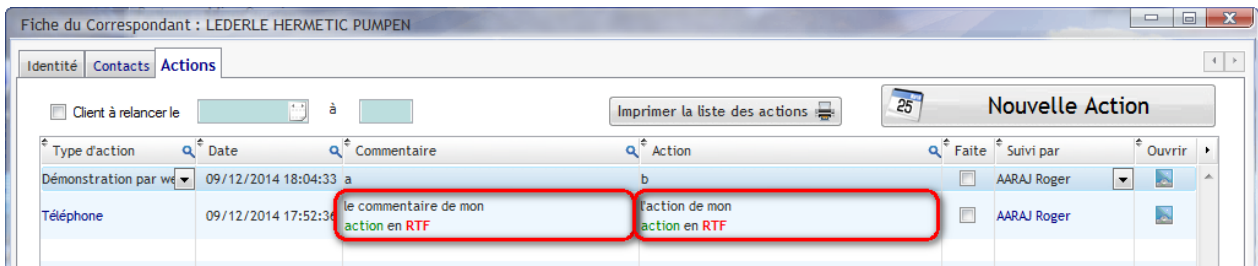 Fiche du Correspondant : LEDERLE HERMETIC PUMPEN
Identité Contacts Actions
Client à relancer le à Imprimer la liste des actions 25 Nouvelle Action
Type d'action Date Commentaire Action Faite Suivi par Ouvrir
Démonstration par we 09/12/2014 18:04:33 a b AARAJ Roger
Téléphone 09/12/2014 17:52:36 le commentaire de mon l'action de mon AARAJ Roger
action en RTF action en RTF